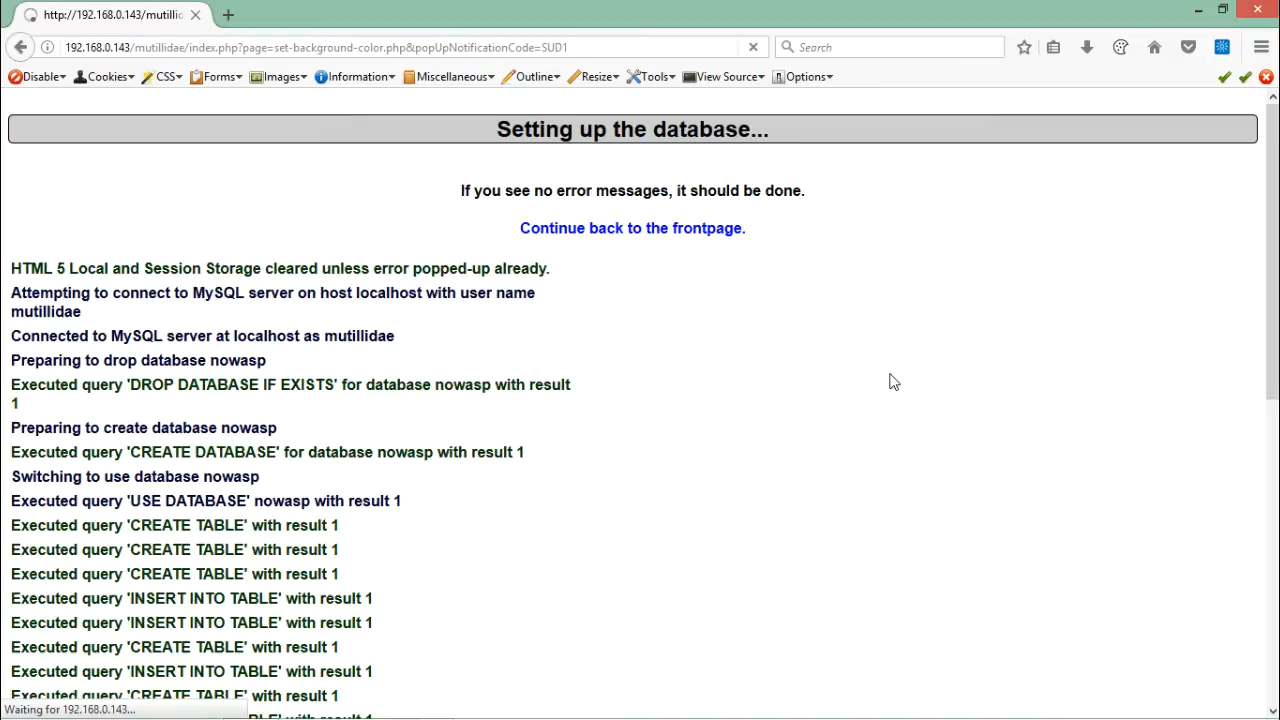 http://192.168.0.143/mutillid
192.168.0.143/mutillidae/index.php?page=set-background-color.php&popUpNotificationCode=SUD1
Search
Disable Cookies CSS Forms Images Information Miscellaneous Outline Resize Tools View Source Options
Setting up the database...
If you see no error messages, it should be done.
Continue back to the frontpage.
HTML 5 Local and Session Storage cleared unless error popped-up already.
Attempting to connect to MySQL server on host localhost with user name
mutillidae
Connected to MySQL server at localhost as mutillidae
Preparing to drop database nowasp
Executed query 'DROP DATABASE IF EXISTS' for database nowasp with result
1
Preparing to create database nowasp
Executed query 'CREATE DATABASE' for database nowasp with result 1
Switching to use database nowasp
Executed query 'USE DATABASE' nowasp with result 1
Executed query 'CREATE TABLE' with result 1
Executed query 'CREATE TABLE' with result 1
Executed query 'CREATE TABLE' with result 1
Executed query 'INSERT INTO TABLE' with result 1
Executed query 'INSERT INTO TABLE' with result 1
Executed query 'CREATE TABLE' with result 1
Executed query 'INSERT INTO TABLE' with result 1
Executed query 'CREATE TABLE' with result 1
Waiting for 192.168.0.143...